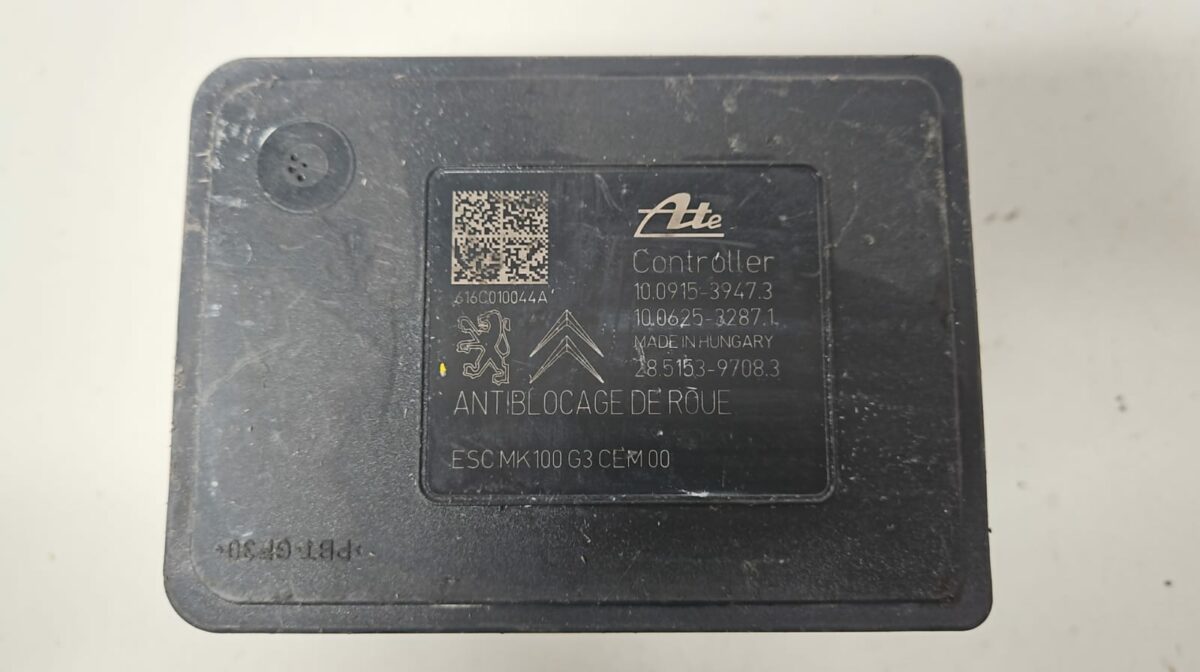 616C010044A
Ate
Controller
10.0915-3947.3
10.0625-3287.1
MADE IN HUNGARY
28.5153-9708.3
ANTIBLOCAGE DE ROUE
ESC MK100 G3 CEM 00
>PBT-GF30<